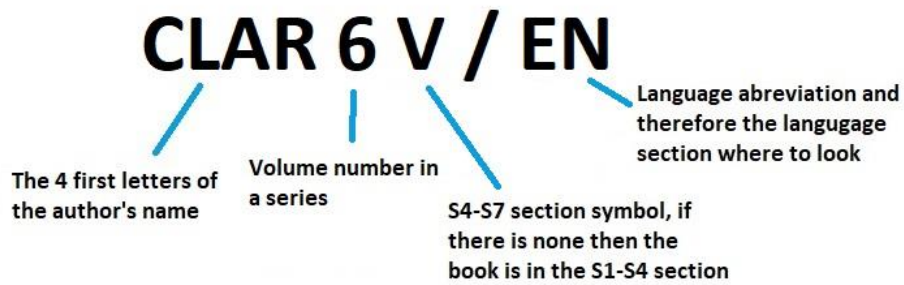 CLAR 6 V / EN
Language abreviation and
therefore the langugage
section where to look
Volume number in
a series
The 4 first letters of
the author's name
S4-S7 section symbol, if
there is none then the
book is in the S1-S4 section